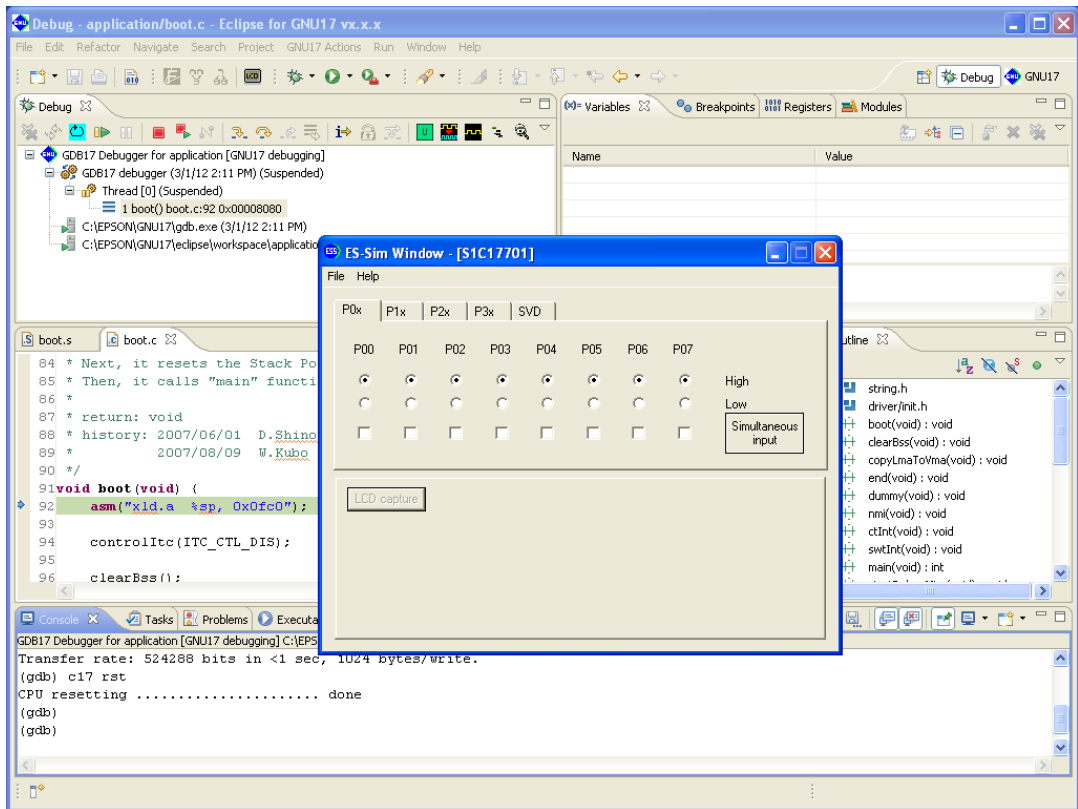 Debug - application/boot.c - Eclipse for GNU17 vx.x.x
File Edit Refactor Navigate Search Project GNU17 Actions Run Window Help
Debug GNU17
Debug
(x)= Variables Breakpoints Registers Modules
GDB17 Debugger for application [GNU17 debugging]
GDB17 debugger (3/1/12 2:11 PM) (Suspended)
Thread [0] (Suspended)
1 boot() boot.c:92 0x00008080
C:\EPSON\GNU17\gdb.exe (3/1/12 2:11 PM)
C:\EPSON\GNU17\eclipse\workspace\applicatio
Name Value
ES-Sim Window - [S1C17701]
File Help
P0x P1x P2x P3x SVD
P00 P01 P02 P03 P04 P05 P06 P07
High
Low
Simultaneous
input
LCD capture
boot.s boot.c
84 * Next, it resets the Stack Po
85 * Then, it calls "main" functi
86 *
87 * return: void
88 * history: 2007/06/01 D.Shino
89 * 2007/08/09 W.Kubo
90 */
91 void boot(void) {
92 asm("xld.a %sp, 0x0fc0");
93
94 controlItc(ITC_CTL_DIS);
95
96 clearBss();
utline
string.h
driver/init.h
boot(void) : void
clearBss(void) : void
copyLmaToVma(void) : void
end(void) : void
dummy(void) : void
nmi(void) : void
ctInt(void) : void
swtInt(void) : void
main(void) : int
Console Tasks Problems Executa
GDB17 Debugger for application [GNU17 debugging] C:\EPS
Transfer rate: 524288 bits in <1 sec, 1024 bytes/write.
(gdb) c17 rst
CPU resetting ..................... done
(gdb)
(gdb)